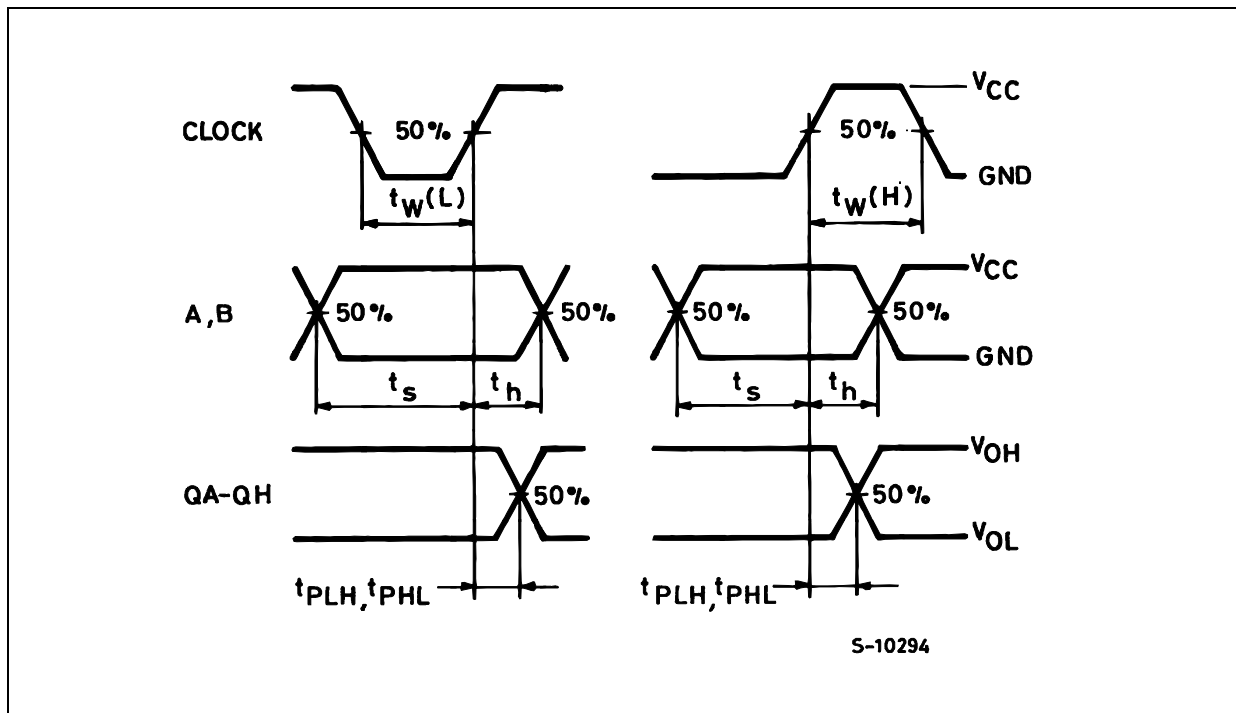 VCC
CLOCK 50% 50%
GND
tW(L) tW(H)
VCC
A,B 50% 50% 50% 50%
GND
ts th ts th
VOH
QA-QH 50% 50%
VOL
tPLH,tPHL tPLH,tPHL
S-10294